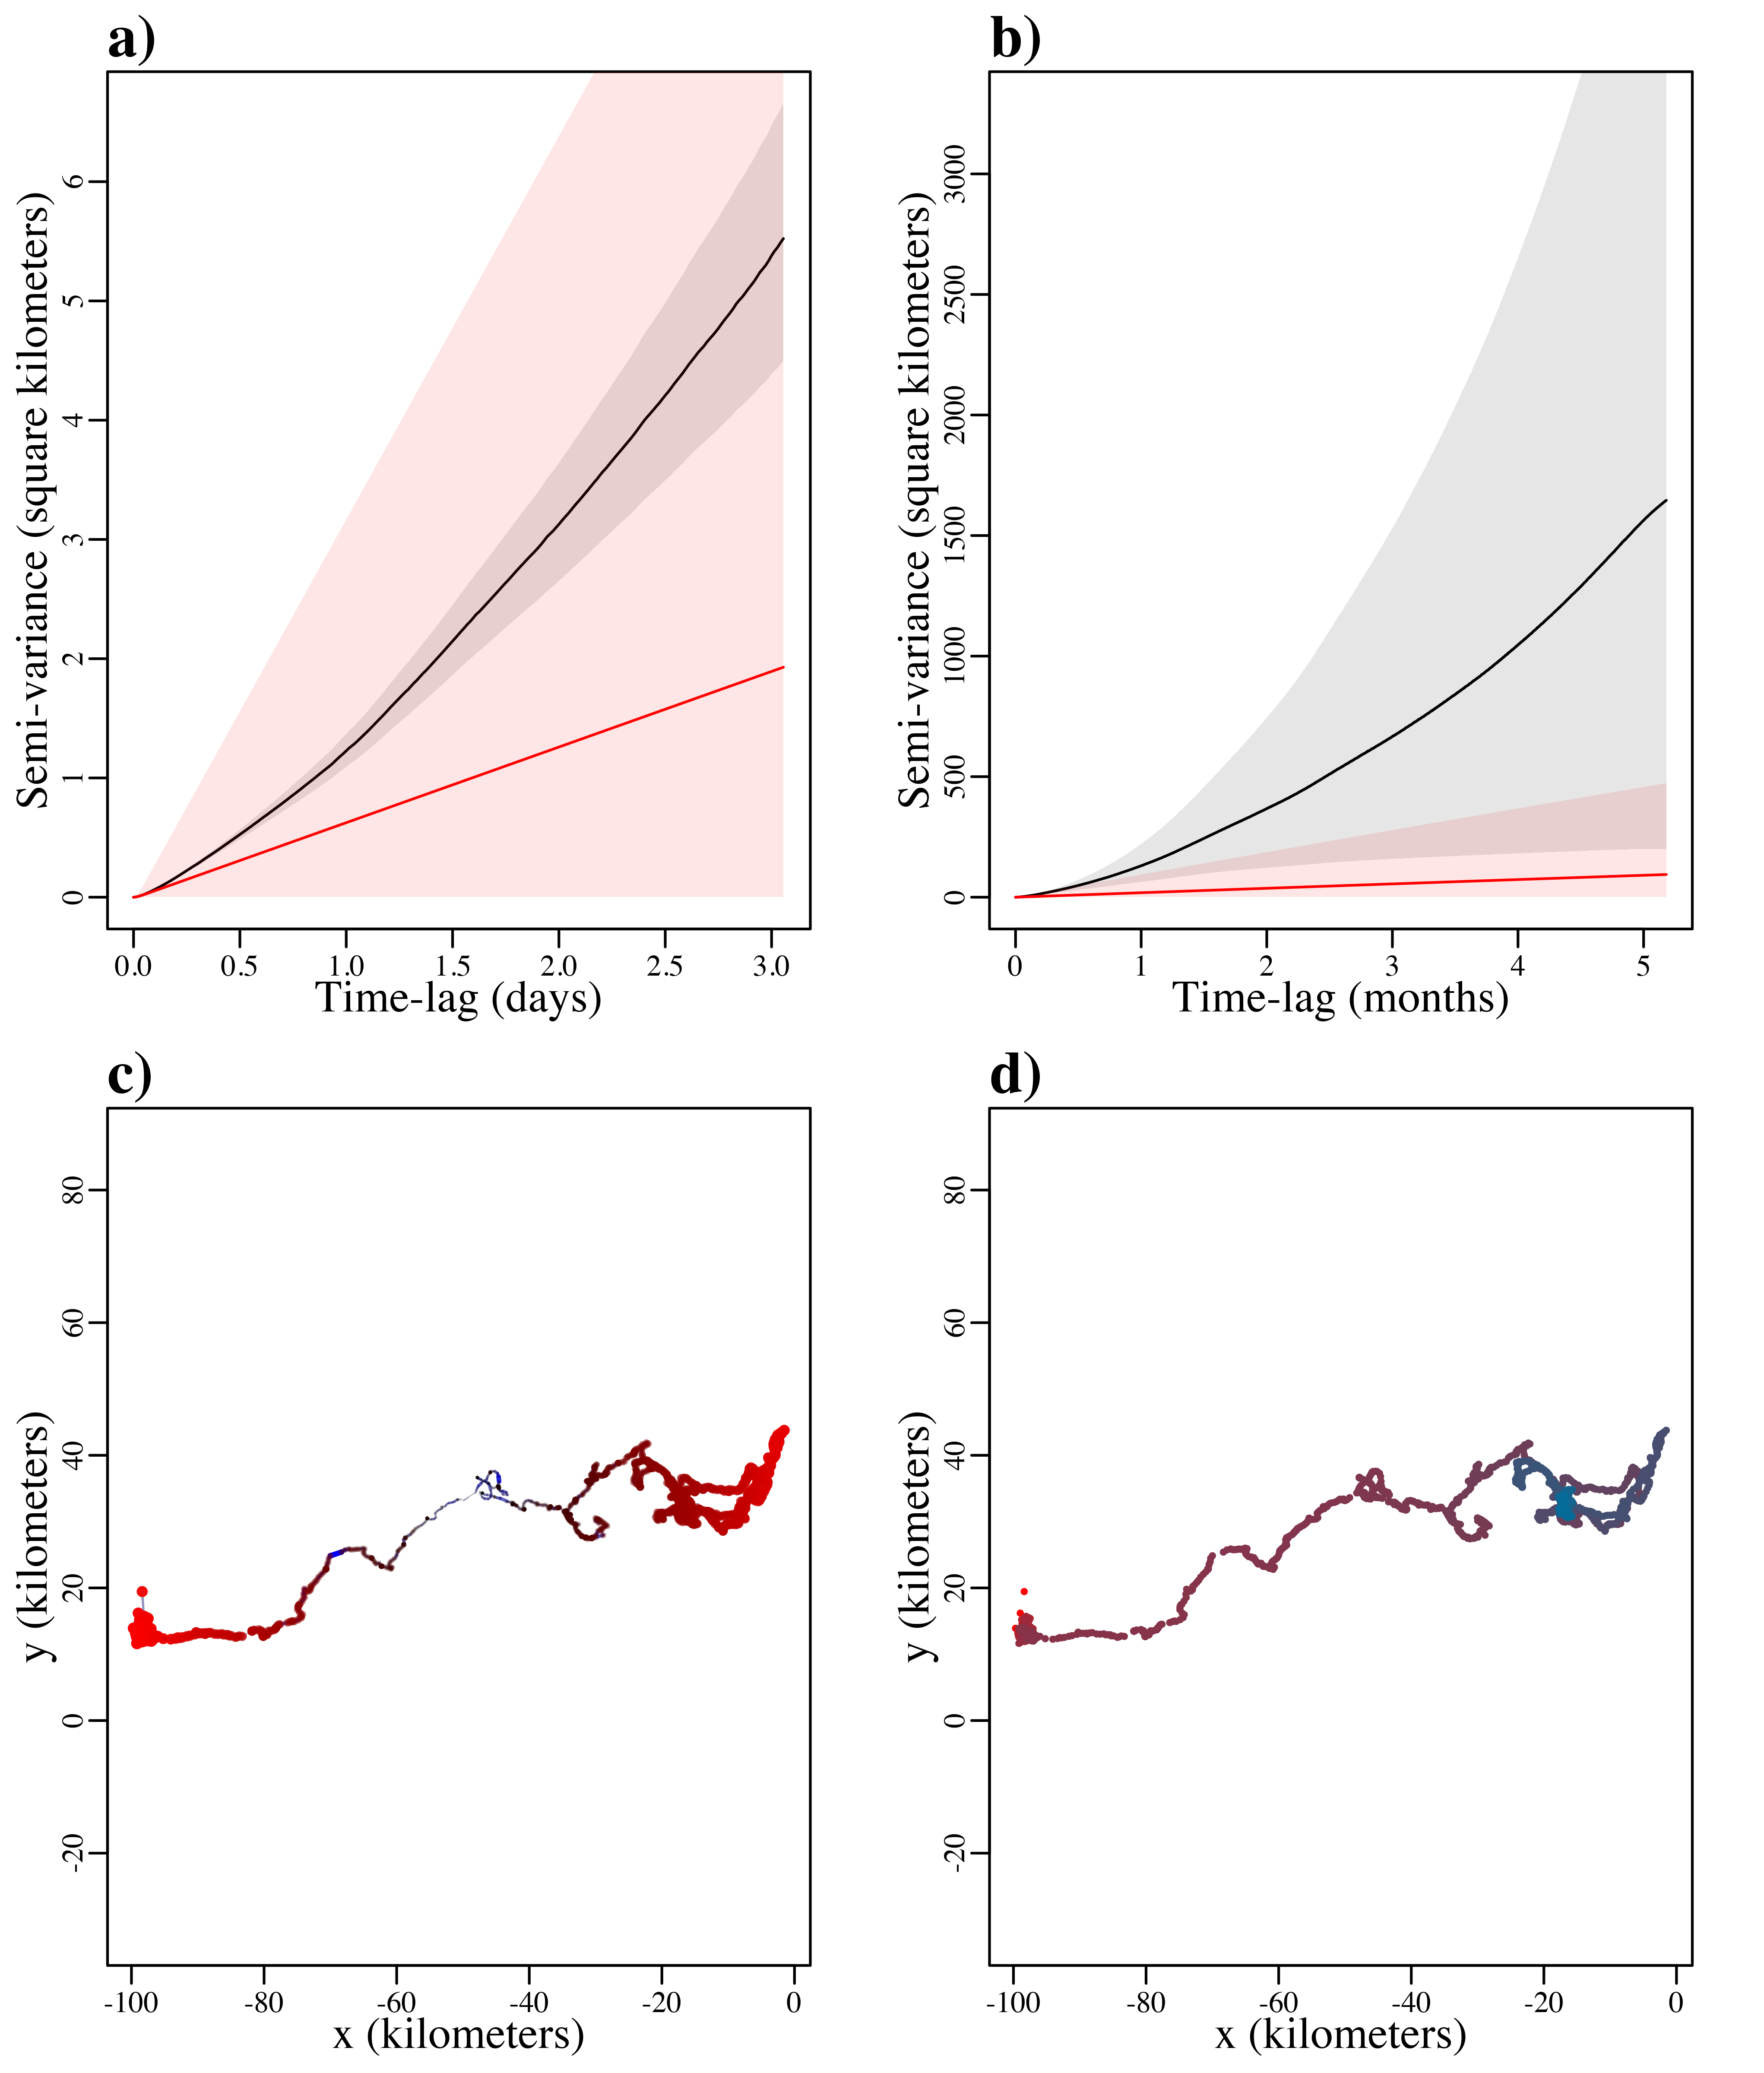 a)
Semi-variance (square kilometers)
6
5
4
3
2
1
0
0.0 0.5 1.0 1.5 2.0 2.5 3.0
Time-lag (days)
b)
Semi-variance (square kilometers)
3000
2500
2000
1500
1000
500
0
0 1 2 3 4 5
Time-lag (months)
c)
y (kilometers)
80
60
40
20
0
-20
-100 -80 -60 -40 -20 0
x (kilometers)
d)
y (kilometers)
80
60
40
20
0
-20
-100 -80 -60 -40 -20 0
x (kilometers)